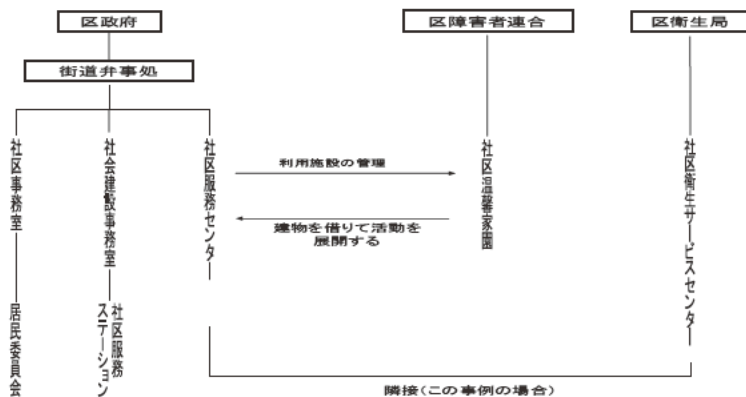 区政府
区障害者連合
区衛生局
街道弁事処
社区事務室
社会建設事務室
社区服務センター
利用施設の管理
建物を借りて活動を
展開する
社区温馨家園
社区衛生サービスセンター
居民委員会
社区服務
ステーション
隣接(この事例の場合)